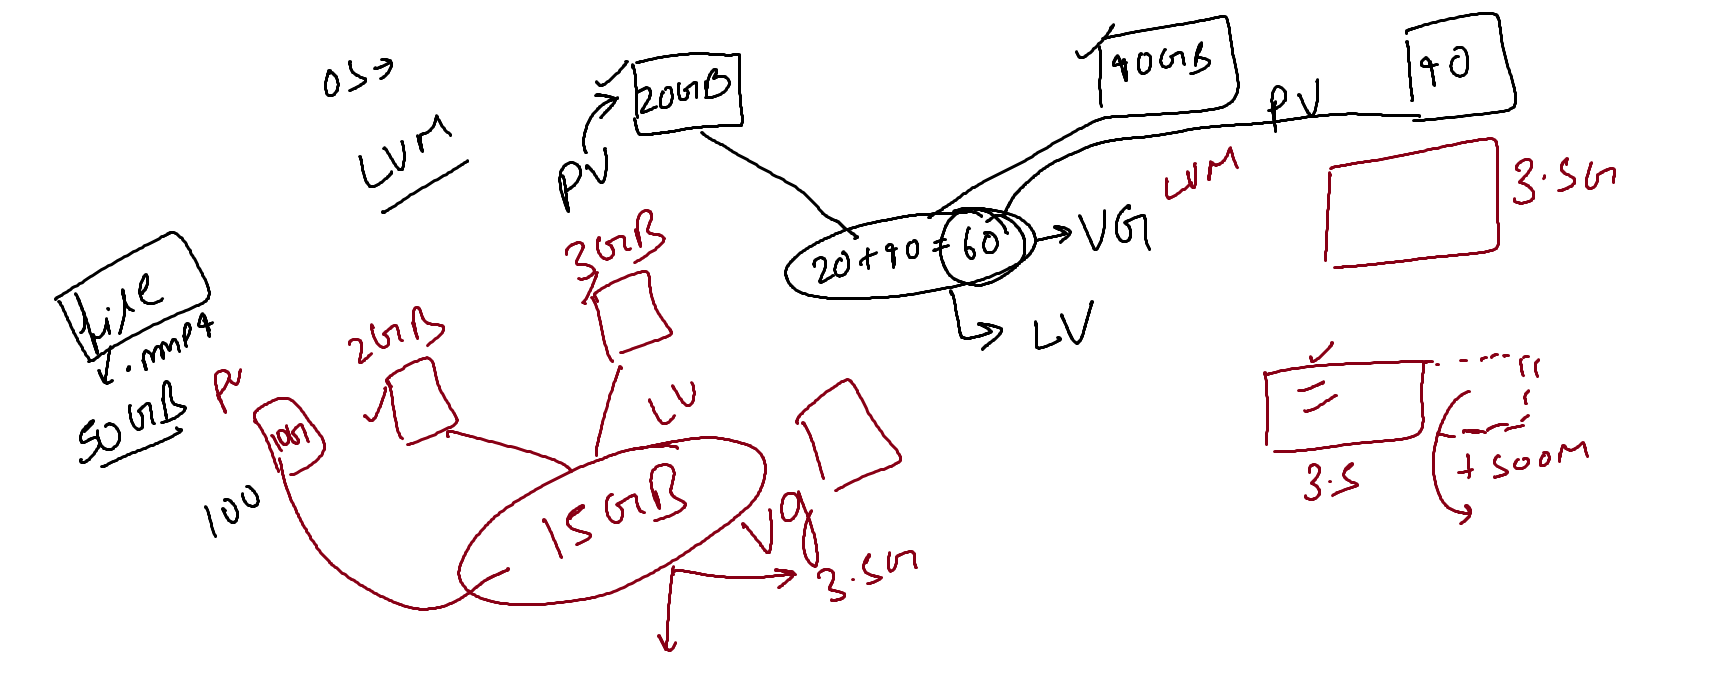 OS→
LVM
PV
20GB
40GB
40
PV
LVM
3.5G
20+40=60
→VG
LV
file
.mmp4
50GB
PV
10G
100
2GB
3GB
LV
15GB
Vg
3.5G
3.5
+500M